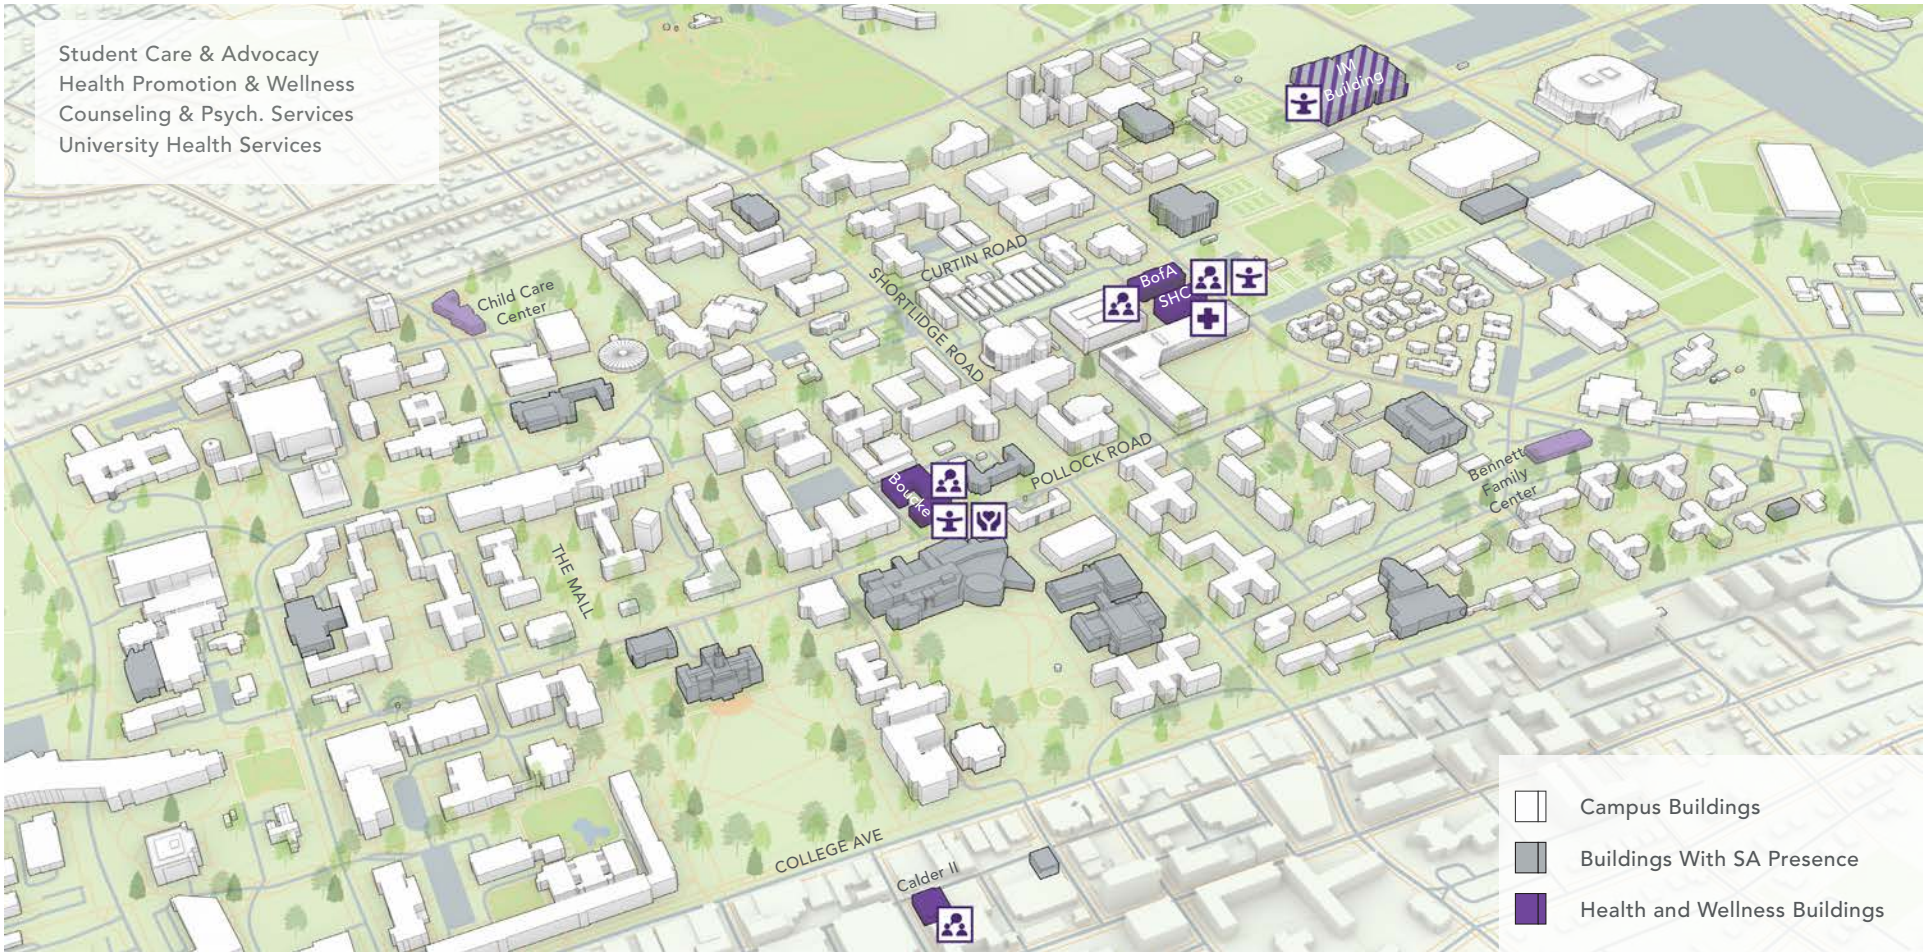 Student Care & Advocacy
Health Promotion & Wellness
Counseling & Psych. Services
University Health Services
IM
Building
CURTIN ROAD
SHORTLIDGE ROAD
BofA
SHC
Child Care
Center
POLLOCK ROAD
Boucke
Bennett
Family
Center
THE MALL
COLLEGE AVE
Calder II
Campus Buildings
Buildings With SA Presence
Health and Wellness Buildings